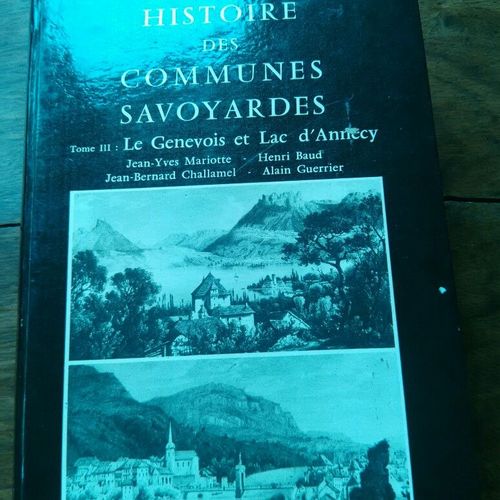 HISTOIRE
DES
COMMUNES
SAVOYARDES
Tome III : Le Genevois et Lac d'Annecy
Jean-Yves Mariotte - Henri Baud
Jean-Bernard Challamel - Alain Guerrier